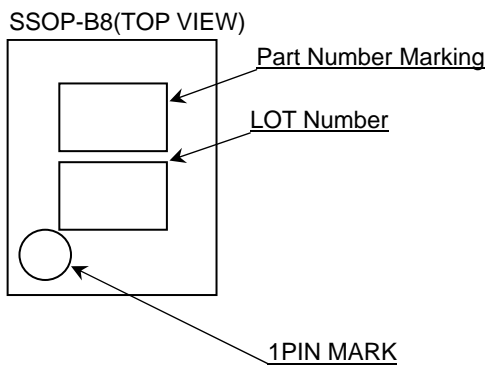 SSOP-B8(TOP VIEW)
Part Number Marking
LOT Number
1PIN MARK